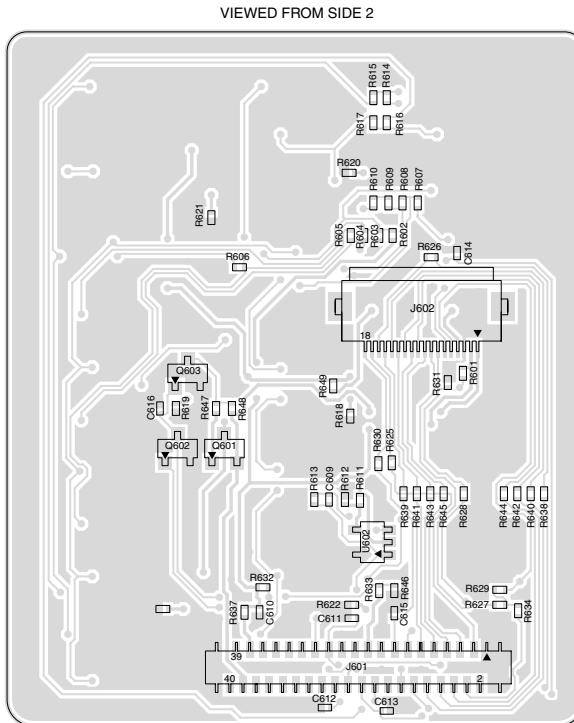 VIEWED FROM SIDE 2
R615
R614
R617
R616
R620
R610
R609
R608
R607
R621
R605
R604
R603
R602
R626
C614
R606
J602
18
Q603
R649
R631
R601
C616
R619
R647
R648
R618
Q602
Q601
R630
R625
R613
C609
R612
R611
R639
R641
R643
R645
R628
R644
R642
R640
R638
U602
R632
R633
R646
R629
R637
C610
R622
C611
C615
R627
R634
39
J601
40
2
C612
C613